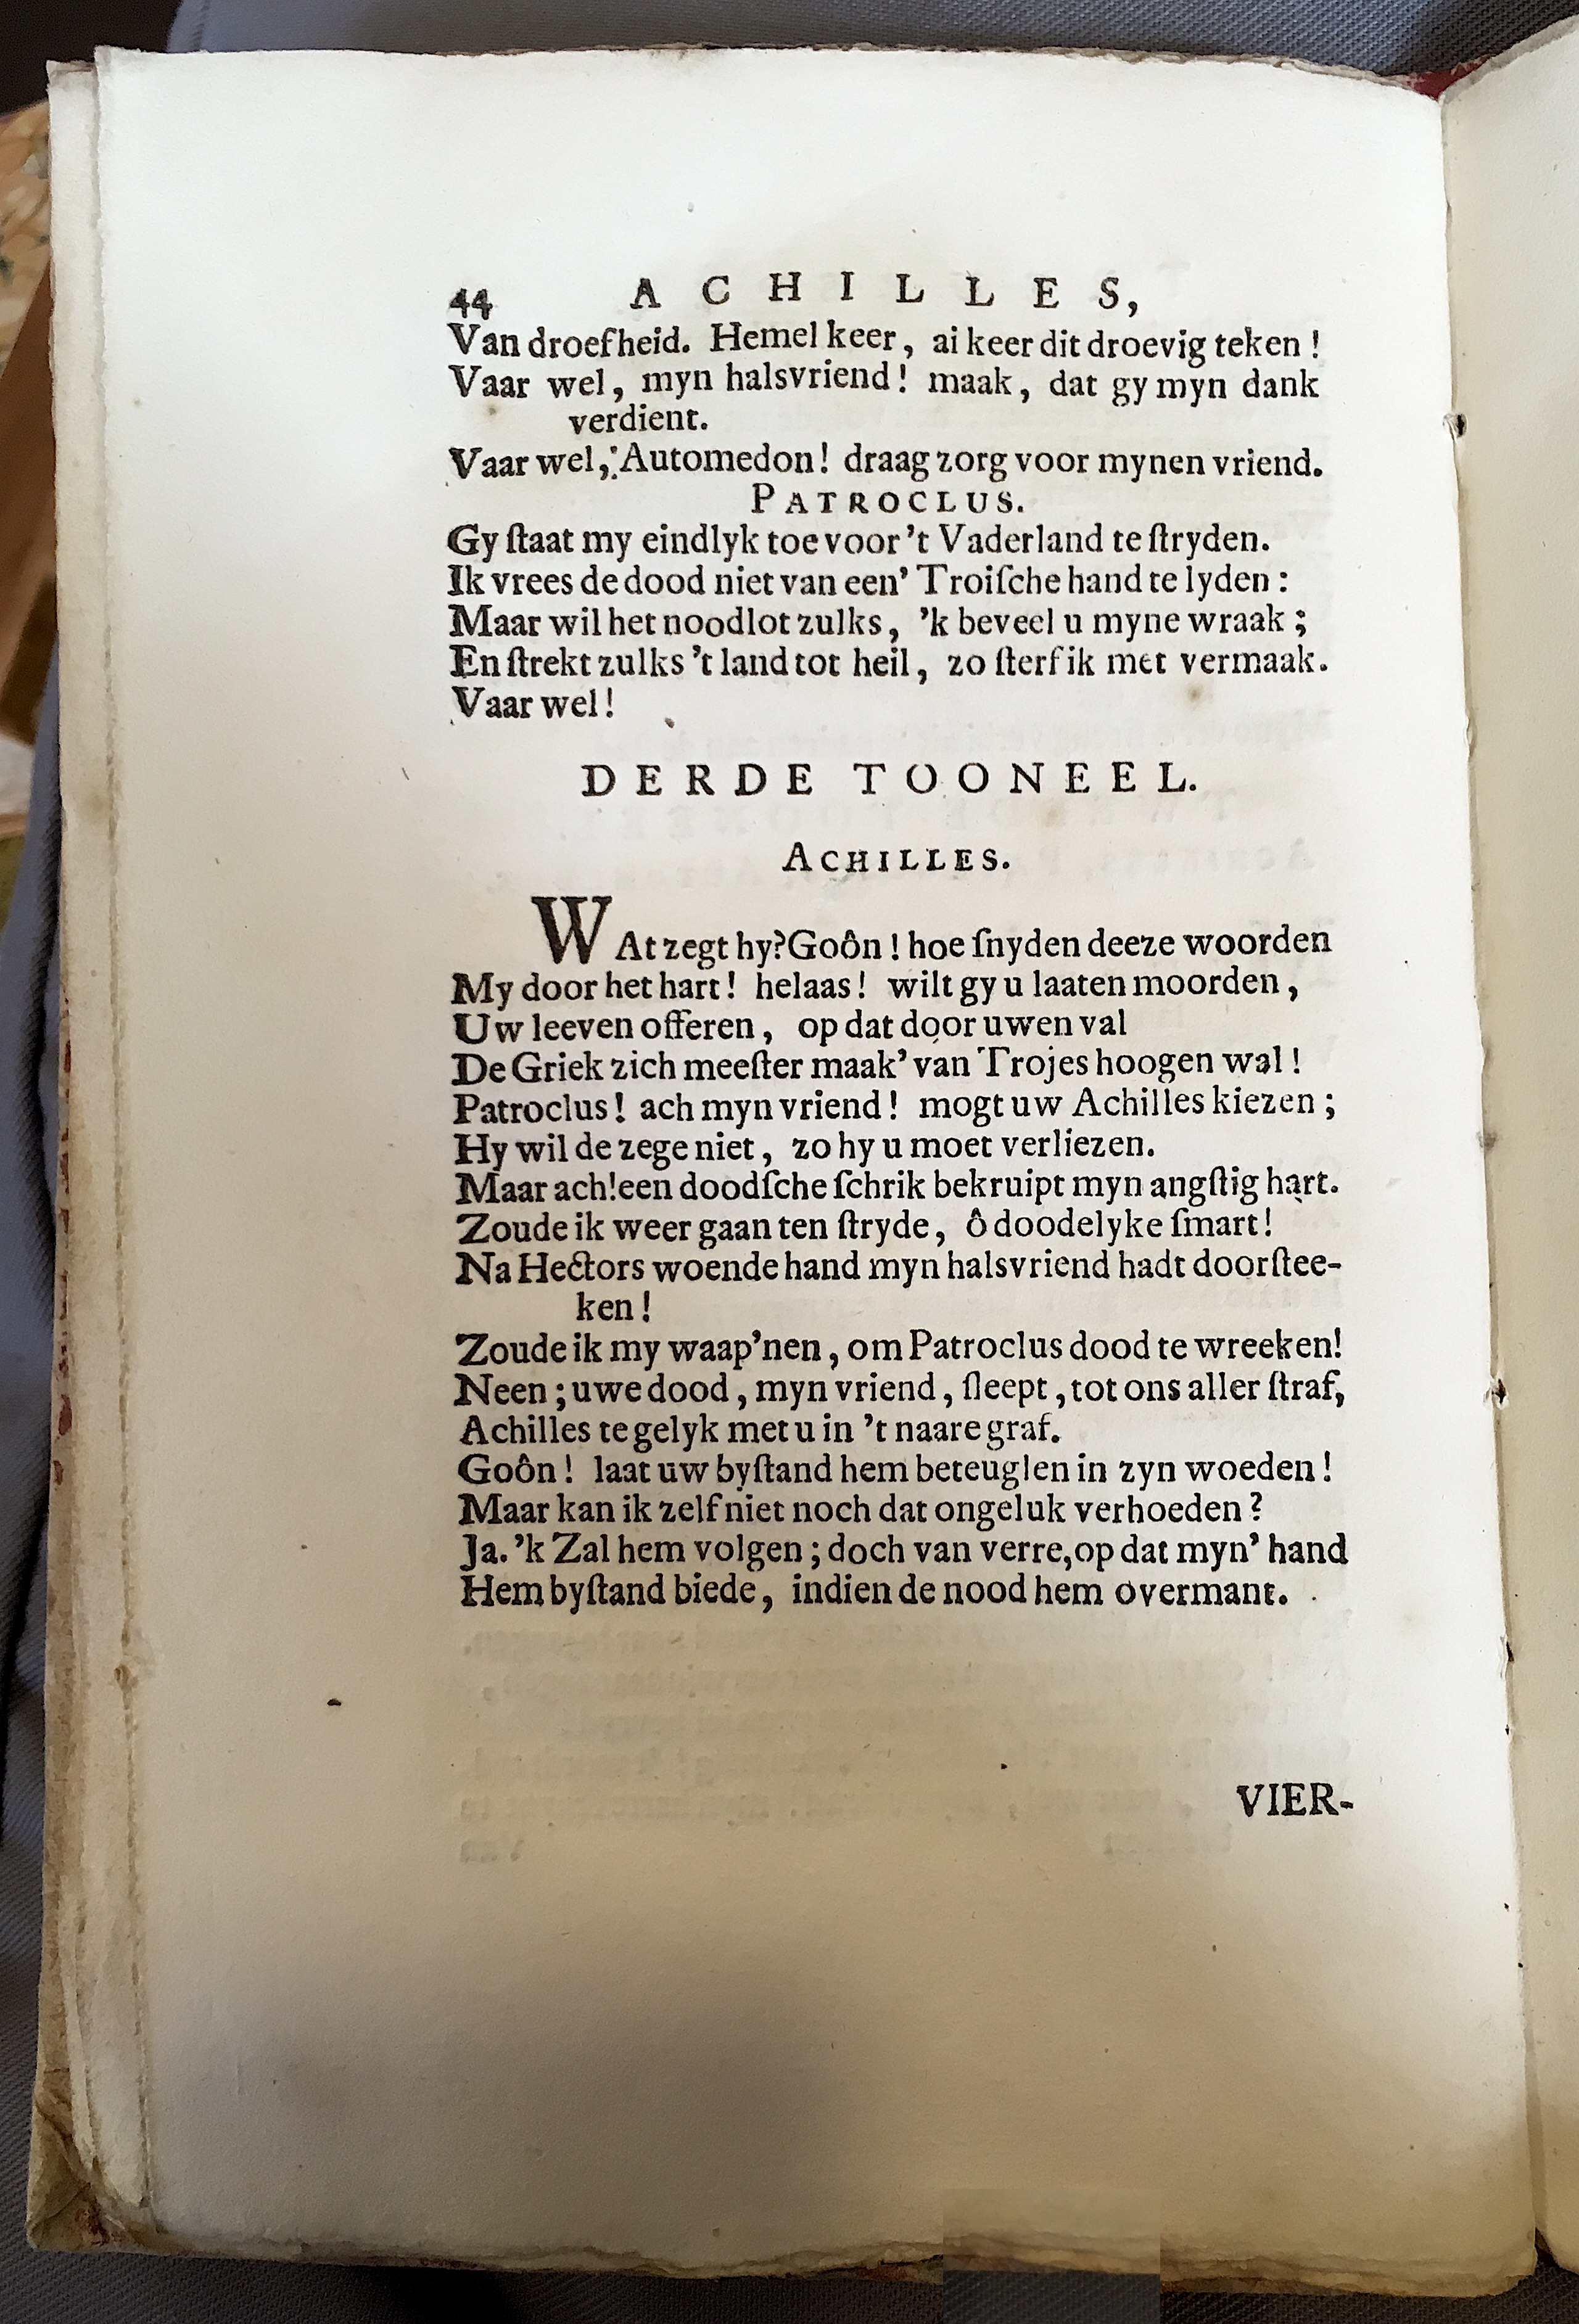 44 ACHILLES,
Van droefheid. Hemel keer, ai keer dit droevig teken!
Vaar wel, myn halsvriend! maak, dat gy myn dank
verdient.
Vaar wel, Automedon! draag zorg voor mynen vriend.
PATROCLUS.
Gy ſtaat my eindlyk toe voor 't Vaderland te ſtryden.
Ik vrees de dood niet van een' Troiſche hand te lyden:
Maar wil het noodlot zulks, 'k beveel u myne wraak;
En ſtrekt zulks 't land tot heil, zo ſterf ik met vermaak.
Vaar wel!
DERDE TOONEEL.
ACHILLES.
WAt zegt hy? Goôn! hoe ſnyden deeze woorden
My door het hart! helaas! wilt gy u laaten moorden,
Uw leeven offeren, op dat door uwen val
De Griek zich meeſter maak' van Trojes hoogen wal!
Patroclus! ach myn vriend! mogt uw Achilles kiezen;
Hy wil de zege niet, zo hy u moet verliezen.
Maar ach! een doodſche ſchrik bekruipt myn angſtig hart.
Zoude ik weer gaan ten ſtryde, ô doodelyke ſmart!
Na Hectors woende hand myn halsvriend hadt doorſtee-
ken!
Zoude ik my waap'nen, om Patroclus dood te wreeken!
Neen; uwe dood, myn vriend, ſleept, tot ons aller ſtraf,
Achilles te gelyk met u in 't naare graf.
Goôn! laat uw byſtand hem beteuglen in zyn woeden!
Maar kan ik zelf niet noch dat ongeluk verhoeden?
Ja. 'k Zal hem volgen; doch van verre, op dat myn' hand
Hem byſtand biede, indien de nood hem overmant.
VIER-